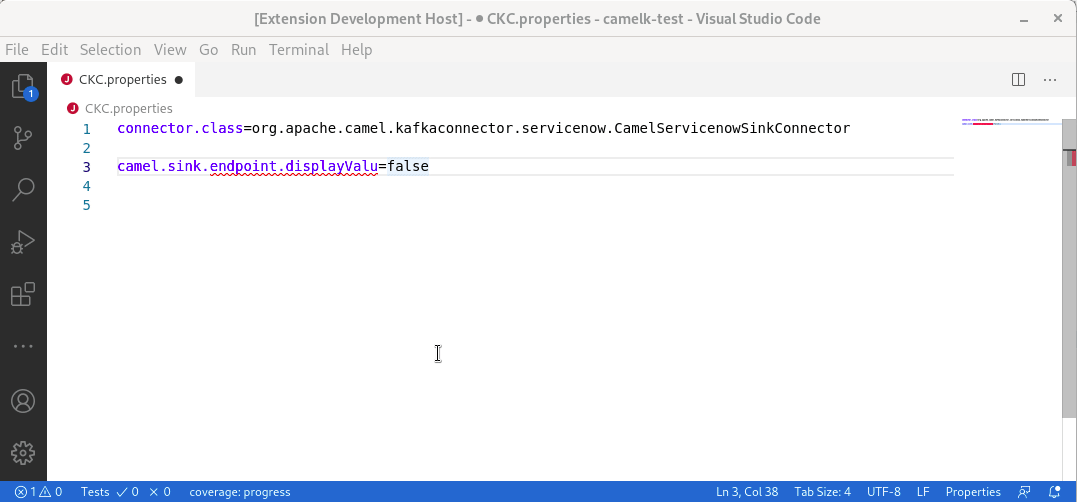 [Extension Development Host] - ● CKC.properties - camelk-test - Visual Studio Code
File Edit Selection View Go Run Terminal Help
J CKC.properties ●
J CKC.properties
1 connector.class=org.apache.camel.kafkaconnector.servicenow.CamelServicenowSinkConnector
2
3 camel.sink.endpoint.displayValu=false
4
5
1
1 0 Tests ✓ 0 × 0 coverage: progress Ln 3, Col 38 Tab Size: 4 UTF-8 LF Properties